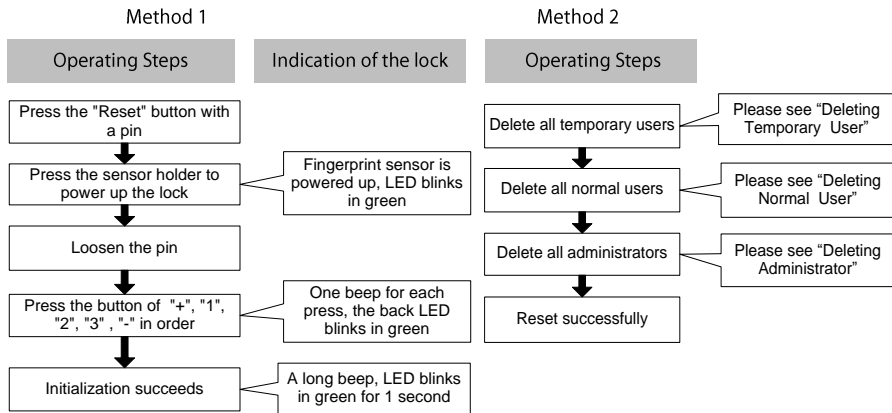 Method 1
Operating Steps
Indication of the lock
Press the "Reset" button with
a pin
Press the sensor holder to
power up the lock
Fingerprint sensor is
powered up, LED blinks
in green
Loosen the pin
Press the button of "+", "1",
"2", "3" , "-" in order
One beep for each
press, the back LED
blinks in green
Initialization succeeds
A long beep, LED blinks
in green for 1 second
Method 2
Operating Steps
Delete all temporary users
Please see “Deleting
Temporary User”
Delete all normal users
Please see “Deleting
Normal User”
Delete all administrators
Please see “Deleting
Administrator”
Reset successfully